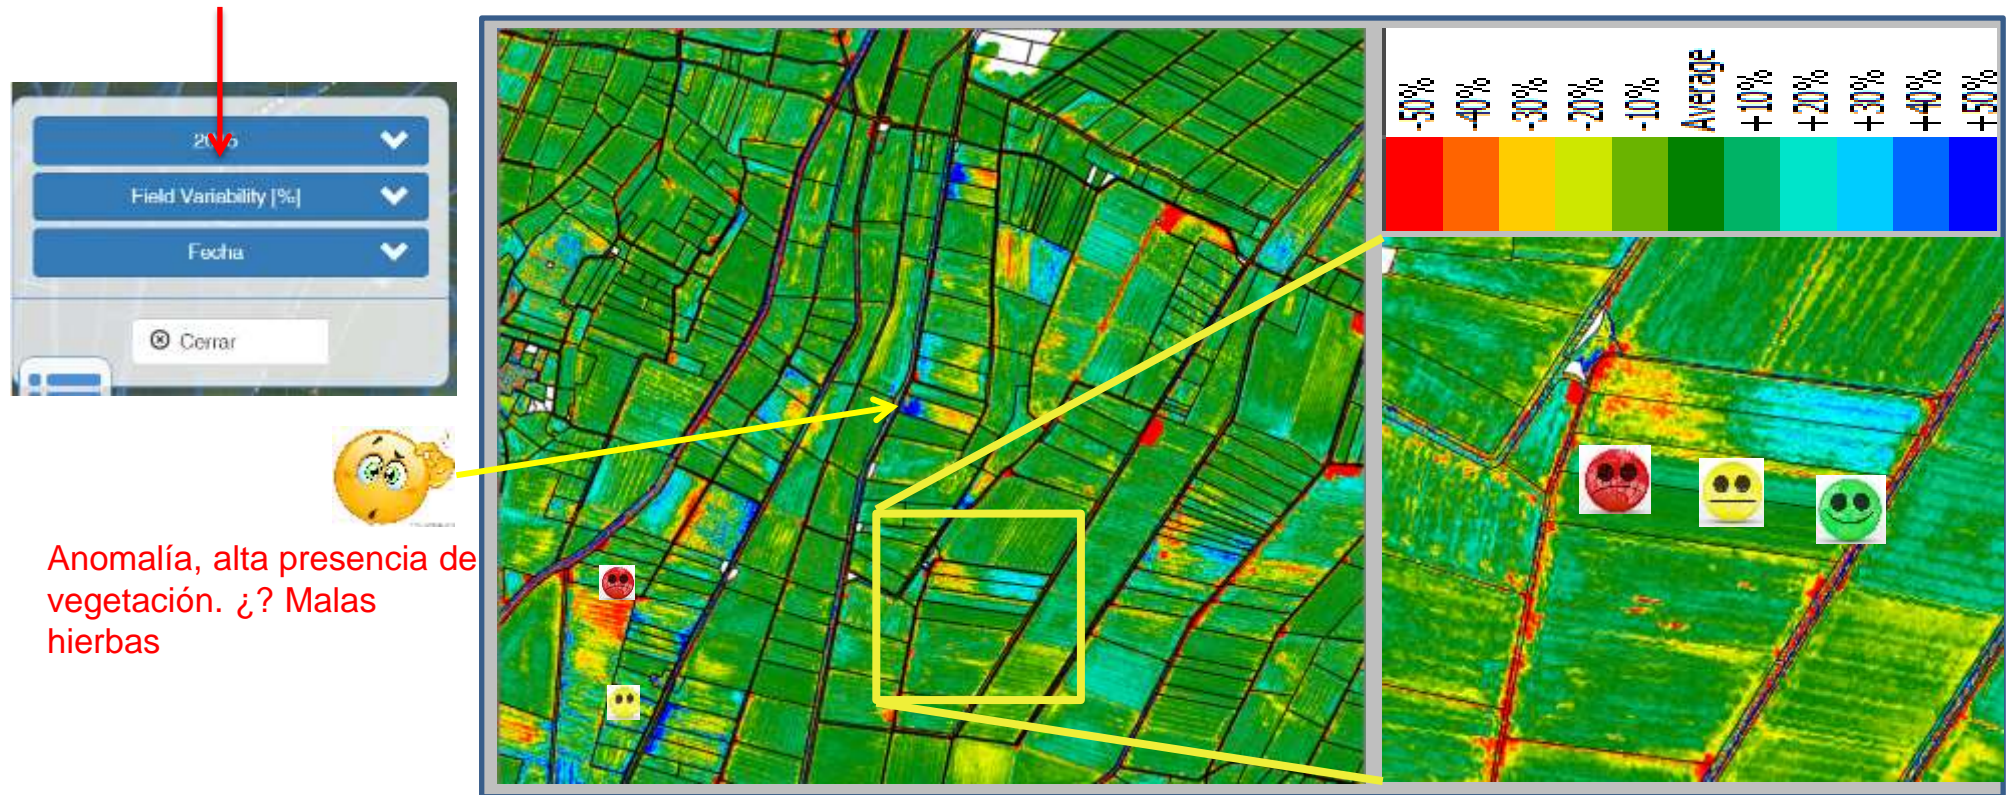 Field Variability [%]
Fecha
Cerrar
Anomalía, alta presencia de
vegetación. ¿? Malas
hierbas
-50%
-40%
-30%
-20%
-10%
Average
+10%
+20%
+30%
+40%
+50%